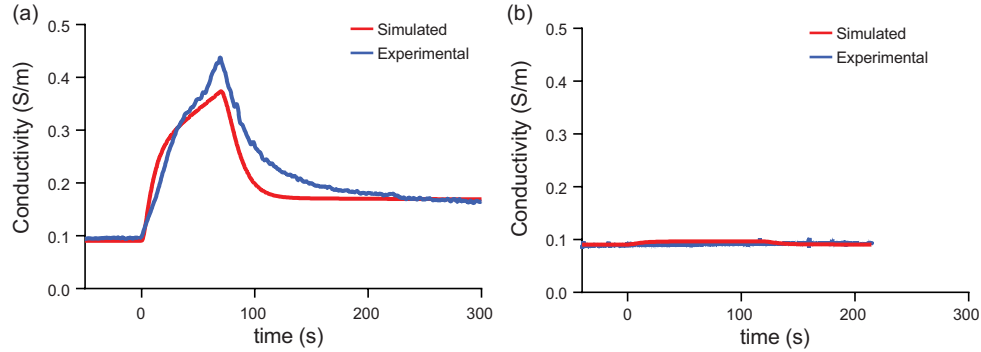 (a)
Conductivity (S/m)
0.5
0.4
0.3
0.2
0.1
0.0
0
100
200
300
time (s)
Simulated
Experimental
(b)
Conductivity (S/m)
0.5
0.4
0.3
0.2
0.1
0.0
0
100
200
300
time (s)
Simulated
Experimental